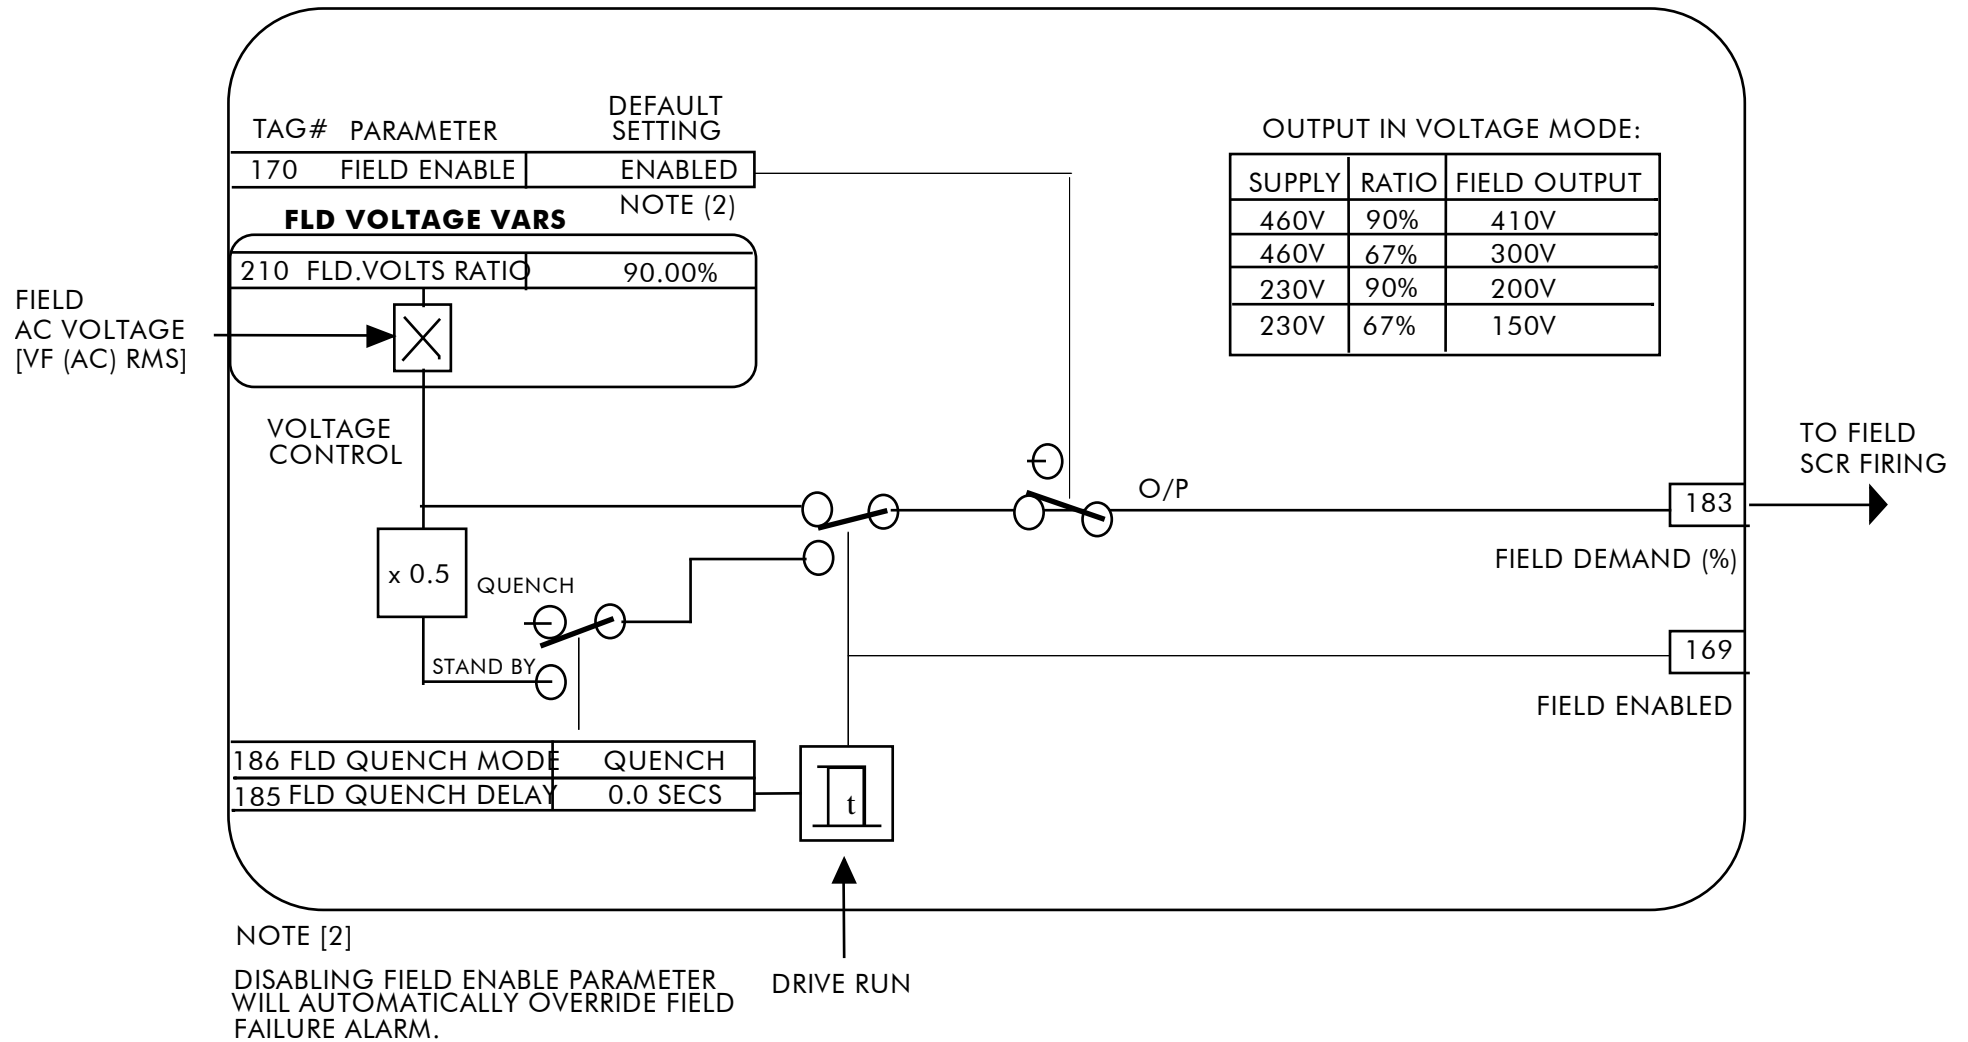 DEFAULT
TAG# PARAMETER SETTING
170 FIELD ENABLE ENABLED
NOTE (2)
FLD VOLTAGE VARS
210 FLD.VOLTS RATIO 90.00%
FIELD
AC VOLTAGE
[VF (AC) RMS]
VOLTAGE
CONTROL
OUTPUT IN VOLTAGE MODE:
SUPPLY RATIO FIELD OUTPUT
460V 90% 410V
460V 67% 300V
230V 90% 200V
230V 67% 150V
O/P
183
TO FIELD
SCR FIRING
FIELD DEMAND (%)
x 0.5
QUENCH
STAND BY
169
FIELD ENABLED
186 FLD QUENCH MODE QUENCH
185 FLD QUENCH DELAY 0.0 SECS
t
DRIVE RUN
NOTE [2]
DISABLING FIELD ENABLE PARAMETER
WILL AUTOMATICALLY OVERRIDE FIELD
FAILURE ALARM.